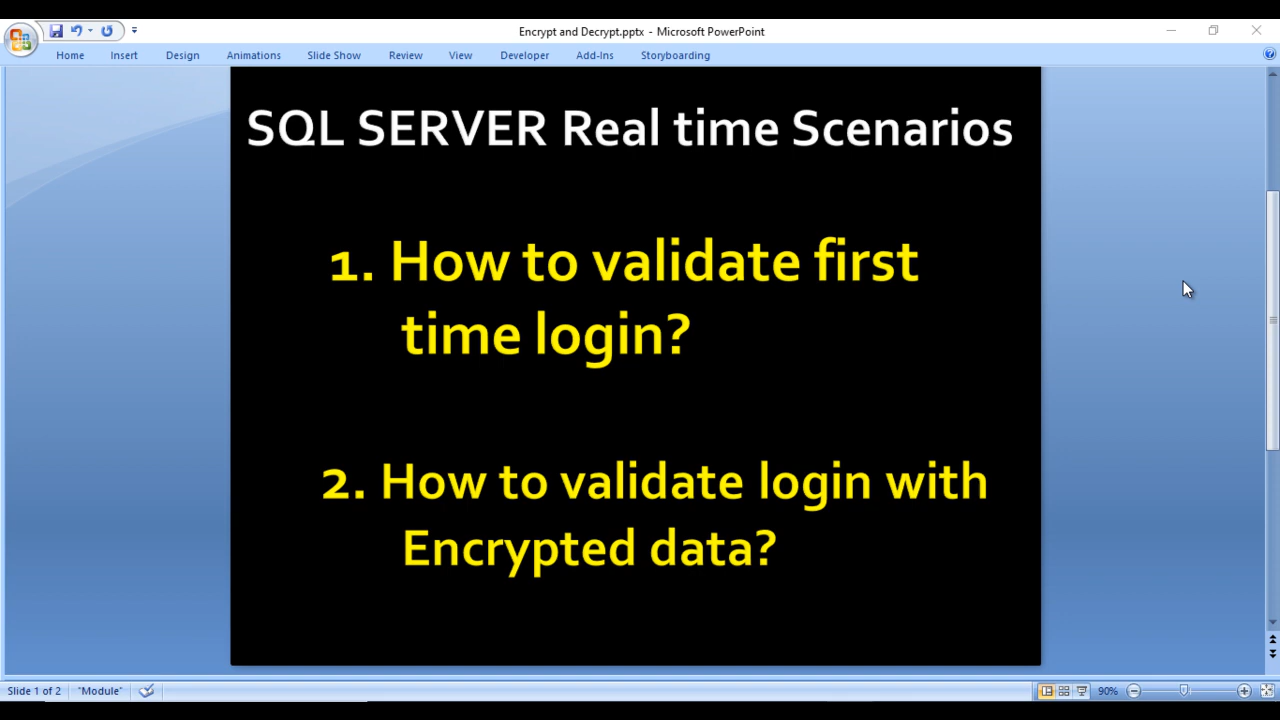 Encrypt and Decrypt.pptx - Microsoft PowerPoint
Home Insert Design Animations Slide Show Review View Developer Add-Ins Storyboarding
SQL SERVER Real time Scenarios
1. How to validate first
time login?
2. How to validate login with
Encrypted data?
Slide 1 of 2 "Module" 90%